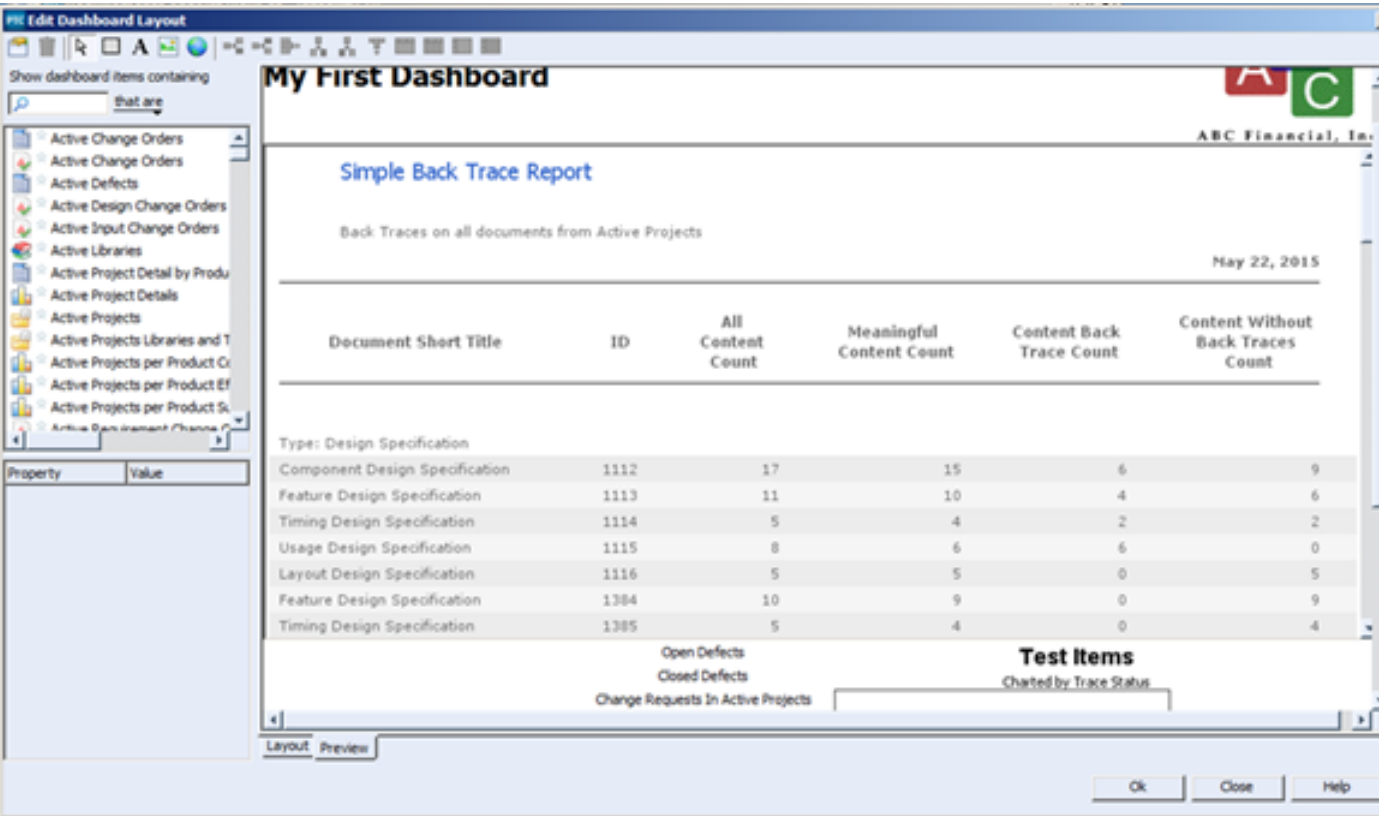 PTC Edit Dashboard Layout
A
Show dashboard items containing
that are
Active Change Orders
Active Change Orders
Active Defects
Active Design Change Orders
Active Input Change Orders
Active Libraries
Active Project Detail by Produ
Active Project Details
Active Projects
Active Projects Libraries and T
Active Projects per Product Co
Active Projects per Product Ef
Active Projects per Product Su
Active Requirement Change O
Property Value
My First Dashboard
A C
ABC Financial, Inc
Simple Back Trace Report
Back Traces on all documents from Active Projects
May 22, 2015
Document Short Title ID All Content Count Meaningful Content Count Content Back Trace Count Content Without Back Traces Count
Type: Design Specification
Component Design Specification 1112 17 15 6 9
Feature Design Specification 1113 11 10 4 6
Timing Design Specification 1114 5 4 2 2
Usage Design Specification 1115 8 6 6 0
Layout Design Specification 1116 5 5 0 5
Feature Design Specification 1384 10 9 0 9
Timing Design Specification 1385 5 4 0 4
Open Defects
Closed Defects
Change Requests In Active Projects
Test Items
Charted by Trace Status
Layout Preview
Ok Close Help